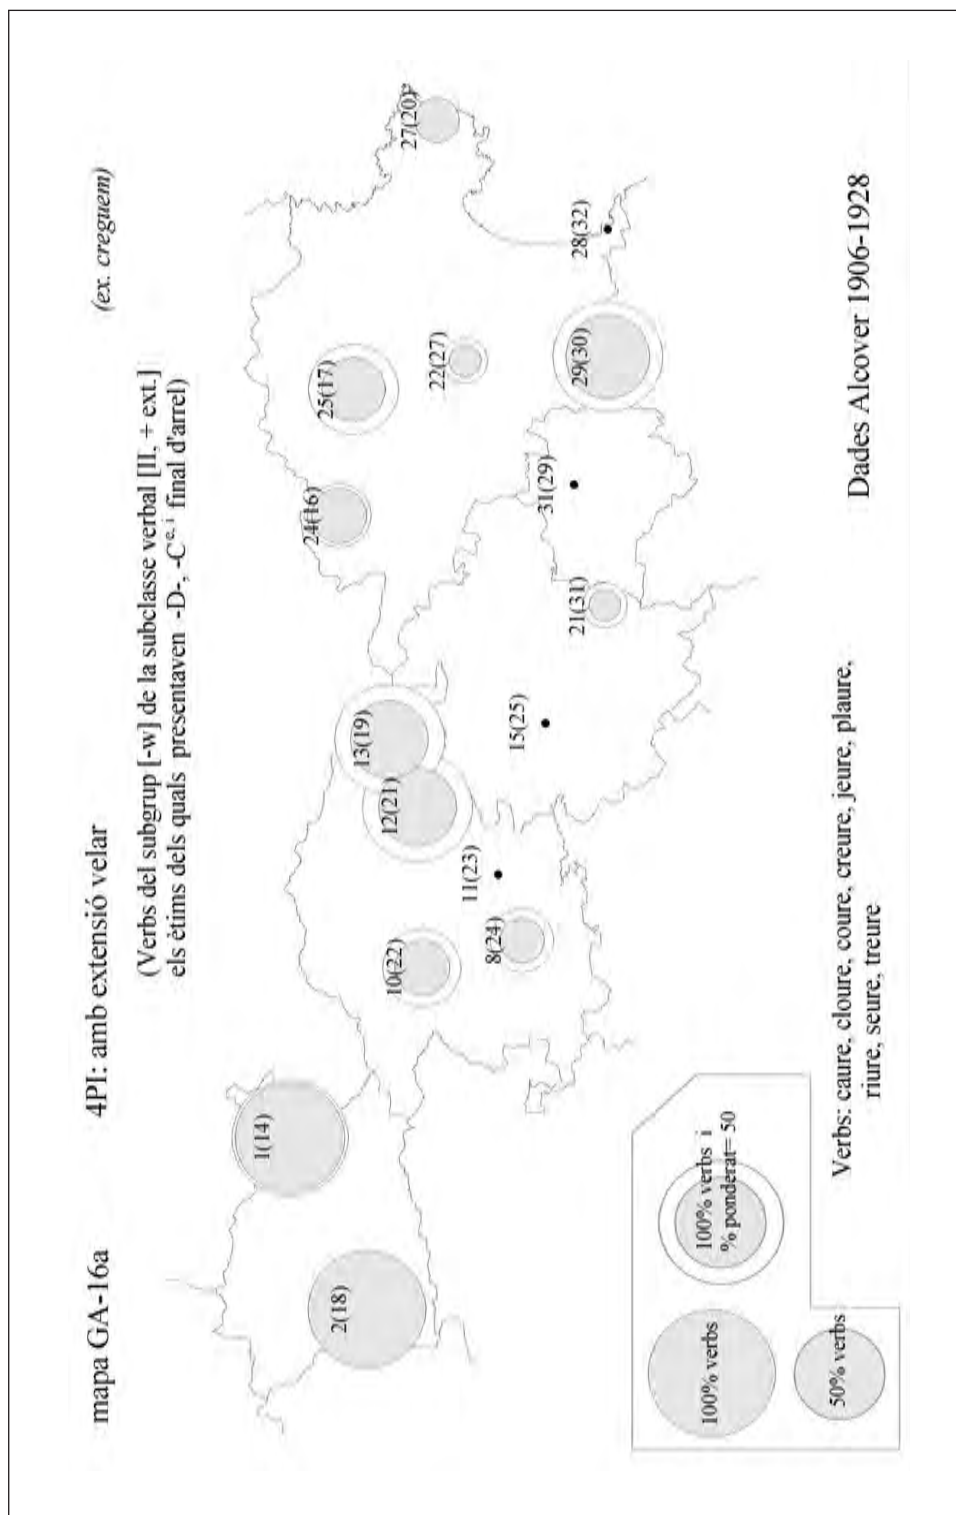 mapa GA-16a 4PI: amb extensió velar (ex. creguem)
(Verbs del subgrup [-w] de la subclasse verbal [II, + ext.]
els ètims dels quals presentaven -D-, -Cᵉ·ⁱ final d'arrel)
27(20)
25(17)
24(16)
22(27)
28(32)
29(30)
31(29)
21(31)
13(19)
12(21)
15(25)
11(23)
10(22)
8(24)
1(14)
2(18)
100% verbs
50% verbs
100% verbs i
% ponderat= 50
Verbs: caure, cloure, coure, creure, jeure, plaure,
riure, seure, treure
Dades Alcover 1906-1928